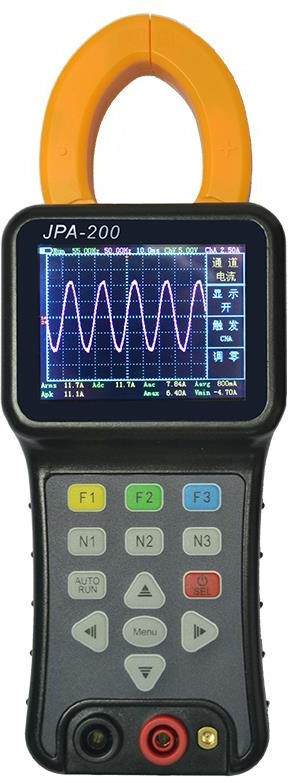 JPA-200
Run 55.00Hz 50.00Hz 10.0ms ChV 5.00V ChA 2.50A
通道
电流
显示
开
触发
CHA
调零
Arms 11.7A Adc 11.7A Aac 7.84A Aavg 800mA
Apk 11.1A Amax 6.40A Vmin -4.70A
F1 F2 F3
N1 N2 N3
AUTO
RUN
SEL
Menu